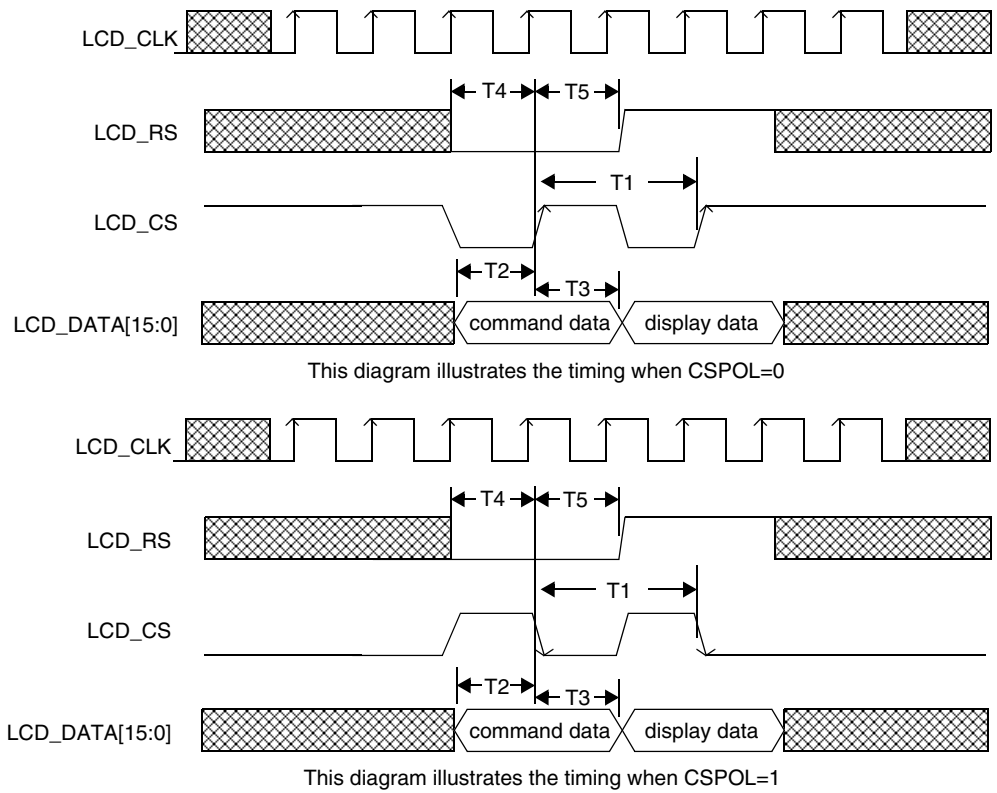 LCD_CLK
T4 T5
LCD_RS
T1
LCD_CS
T2
T3
LCD_DATA[15:0] command data display data
This diagram illustrates the timing when CSPOL=0
LCD_CLK
T4 T5
LCD_RS
T1
LCD_CS
T2
T3
LCD_DATA[15:0] command data display data
This diagram illustrates the timing when CSPOL=1